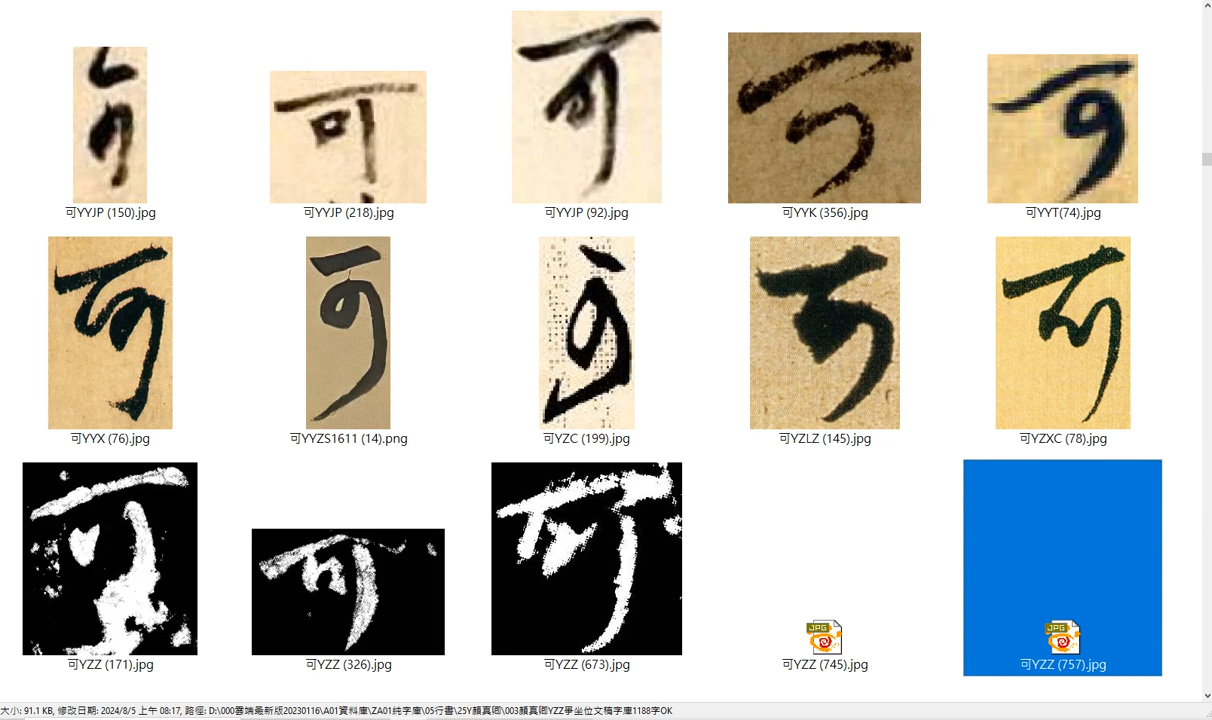 可
可
可
可
可
可YYJP (150).jpg
可YYJP (218).jpg
可YYJP (92).jpg
可YYK (356).jpg
可YYT(74).jpg
可
可
可
可
可
可YYX (76).jpg
可YYZS1611 (14).png
可YZC (199).jpg
可YZLZ (145).jpg
可YZXC (78).jpg
可
可
可
JPG
JPG
可YZZ (171).jpg
可YZZ (326).jpg
可YZZ (673).jpg
可YZZ (745).jpg
可YZZ (757).jpg
大小: 91.1 KB, 修改日期: 2024/8/5 上午 08:17, 路徑: D:\000雲端最新版20230116\A01資料庫\ZA01純字庫\05行書\25Y顏真卿\003顏真卿YZZ爭坐位文稿字庫1188字OK